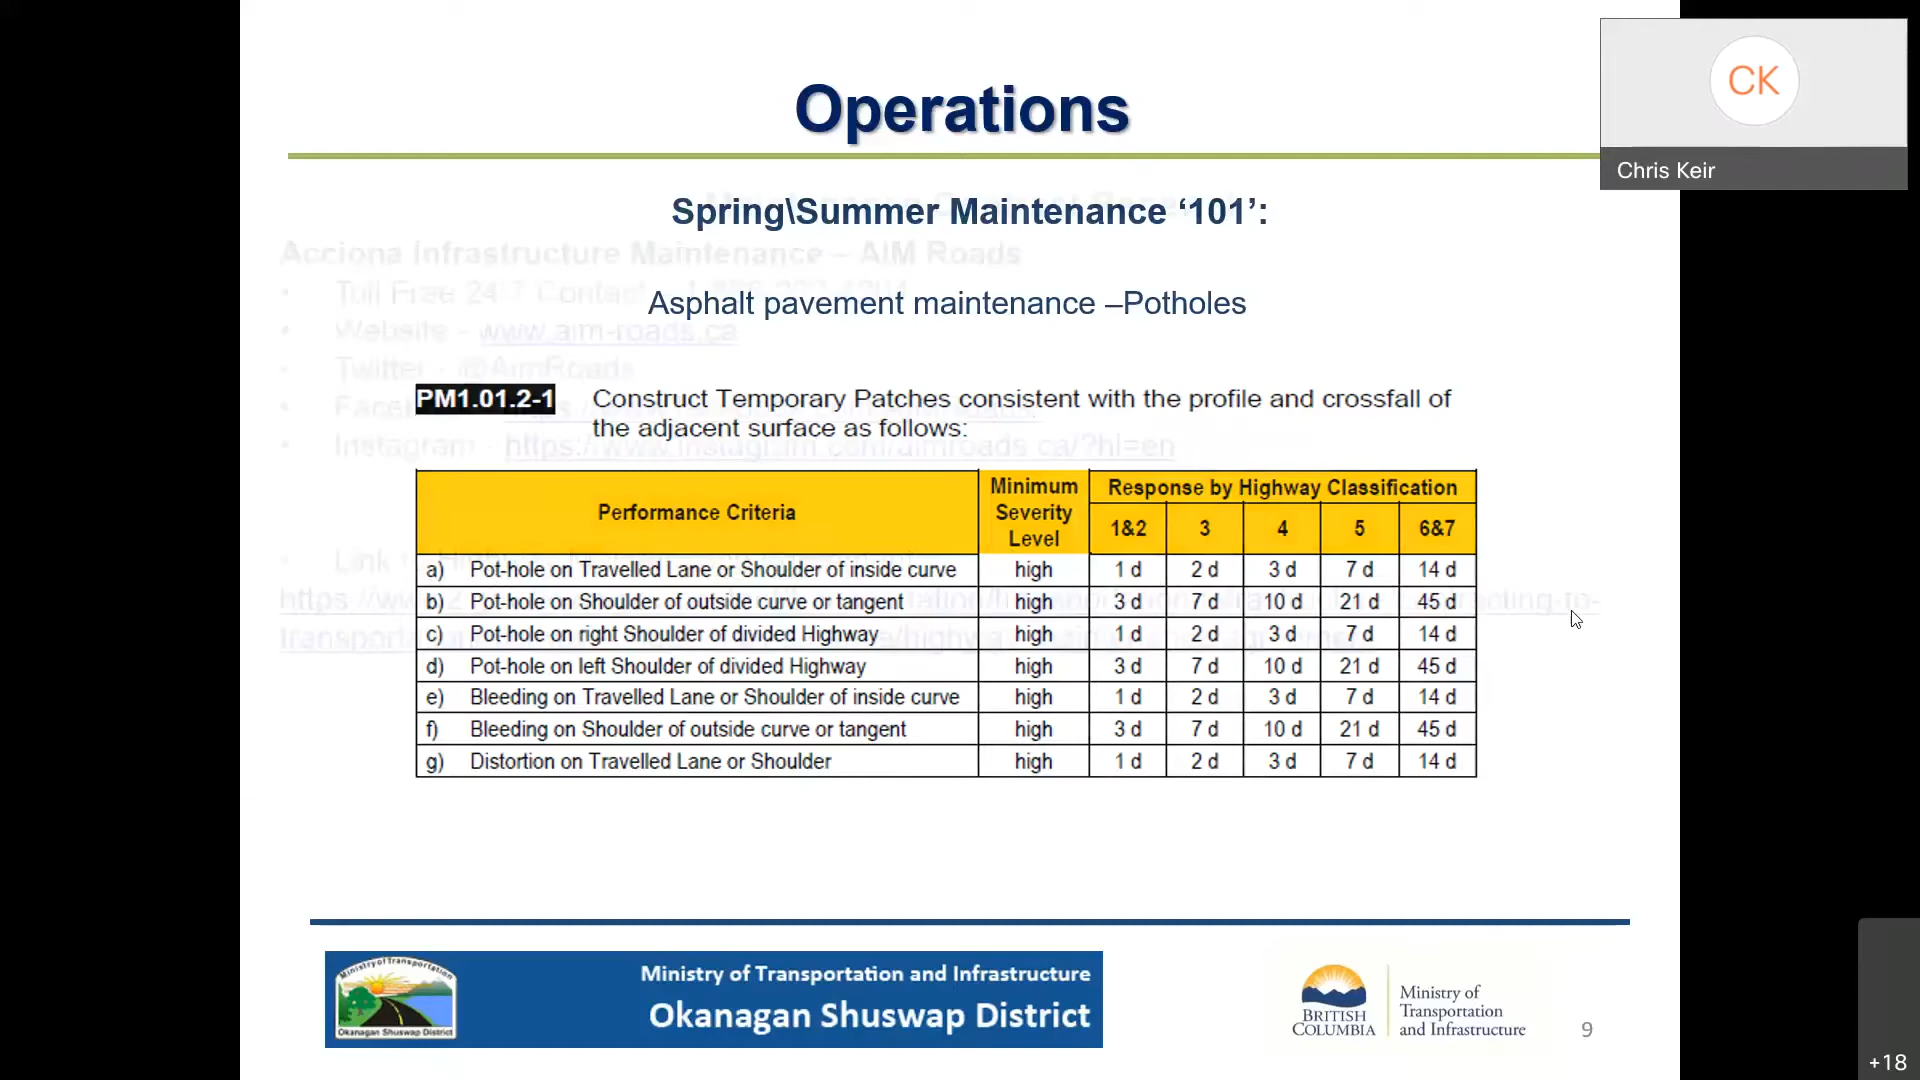 Operations
CK
Chris Keir
Spring\Summer Maintenance ‘101’:
Acciona Infrastructure Maintenance – AIM Roads
Toll Free 24/7 Contact
Website - www.aim-roads.ca
Twitter - @AimRoads
Instagram - https://www.instagram.com/aimroads.ca/?hl=en
Asphalt pavement maintenance –Potholes
PM1.01.2-1 Construct Temporary Patches consistent with the profile and crossfall of
the adjacent surface as follows:
Performance Criteria Minimum Severity Level Response by Highway Classification
1&2 3 4 5 6&7
a) Pot-hole on Travelled Lane or Shoulder of inside curve high 1 d 2 d 3 d 7 d 14 d
b) Pot-hole on Shoulder of outside curve or tangent high 3 d 7 d 10 d 21 d 45 d
c) Pot-hole on right Shoulder of divided Highway high 1 d 2 d 3 d 7 d 14 d
d) Pot-hole on left Shoulder of divided Highway high 3 d 7 d 10 d 21 d 45 d
e) Bleeding on Travelled Lane or Shoulder of inside curve high 1 d 2 d 3 d 7 d 14 d
f) Bleeding on Shoulder of outside curve or tangent high 3 d 7 d 10 d 21 d 45 d
g) Distortion on Travelled Lane or Shoulder high 1 d 2 d 3 d 7 d 14 d
Ministry of Transportation
Okanagan Shuswap District
Ministry of Transportation and Infrastructure
Okanagan Shuswap District
BRITISH
COLUMBIA
Ministry of
Transportation
and Infrastructure
9
+18